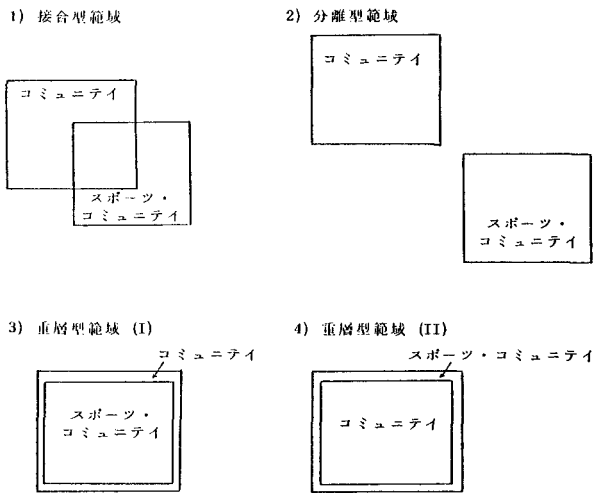 1) 接合型範域
コミュニテイ
スポーツ・
コミュニテイ
2) 分離型範域
コミュニテイ
スポーツ・
コミュニテイ
3) 重層型範域 (I)
コミュニテイ
スポーツ・
コミュニテイ
4) 重層型範域 (II)
スポーツ・コミュニテイ
コミュニテイ